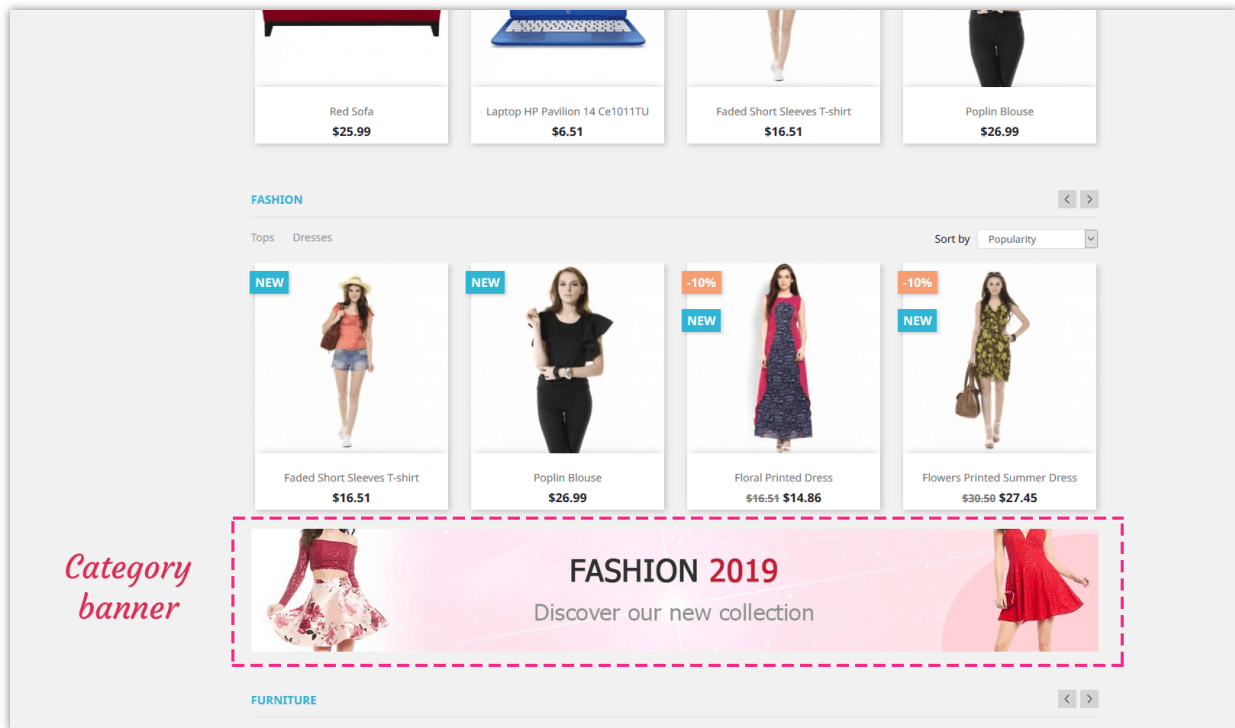 Red Sofa
$25.99
Laptop HP Pavilion 14 Ce1011TU
$6.51
Faded Short Sleeves T-shirt
$16.51
Poplin Blouse
$26.99
FASHION
Tops Dresses
Sort by Popularity
NEW
NEW
-10%
NEW
-10%
NEW
Faded Short Sleeves T-shirt
$16.51
Poplin Blouse
$26.99
Floral Printed Dress
$16.51 $14.86
Flowers Printed Summer Dress
$30.50 $27.45
Category
banner
FASHION 2019
Discover our new collection
FURNITURE